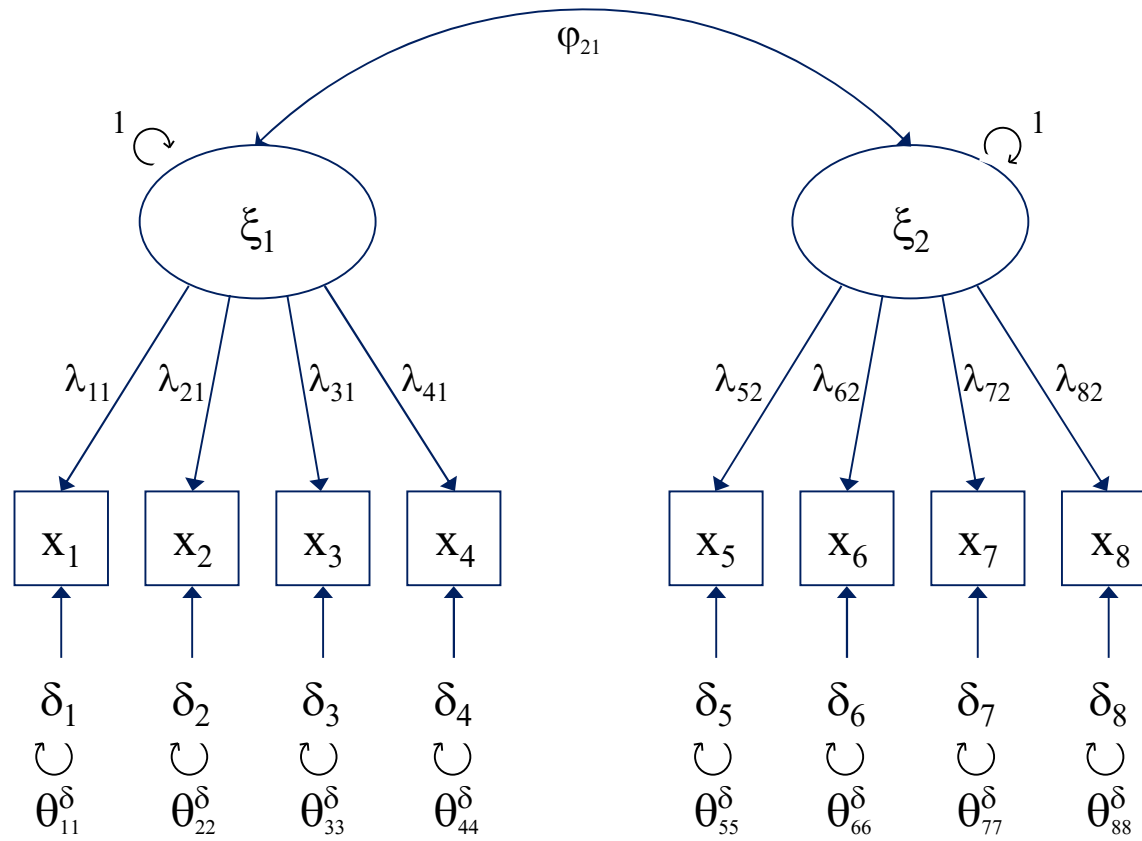 φ21
1 1
ξ1 ξ2
λ11 λ21 λ31 λ41 λ52 λ62 λ72 λ82
x1 x2 x3 x4 x5 x6 x7 x8
δ1 δ2 δ3 δ4 δ5 δ6 δ7 δ8
θδ11 θδ22 θδ33 θδ44 θδ55 θδ66 θδ77 θδ88